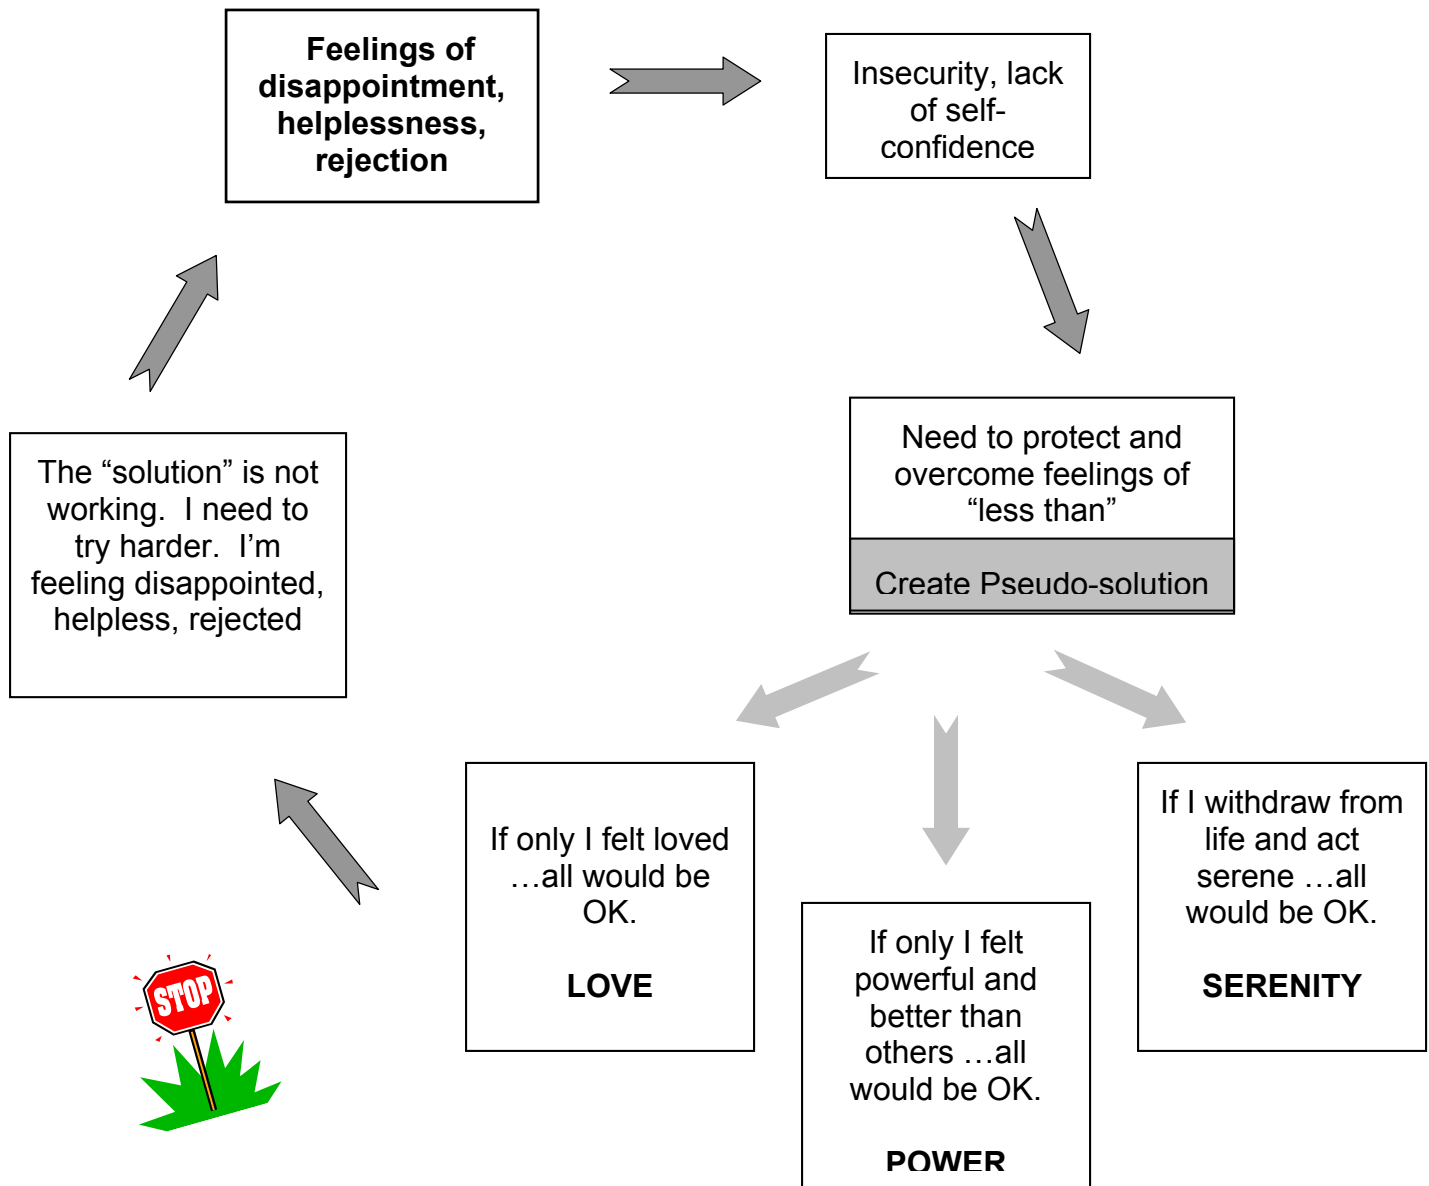 Feelings of
disappointment,
helplessness,
rejection
Insecurity, lack
of self-
confidence
Need to protect and
overcome feelings of
“less than”
Create Pseudo-solution
The “solution” is not
working.  I need to
try harder.  I’m
feeling disappointed,
helpless, rejected
If only I felt loved
…all would be
OK.
LOVE
If only I felt
powerful and
better than
others …all
would be OK.
POWER
If I withdraw from
life and act
serene …all
would be OK.
SERENITY
STOP